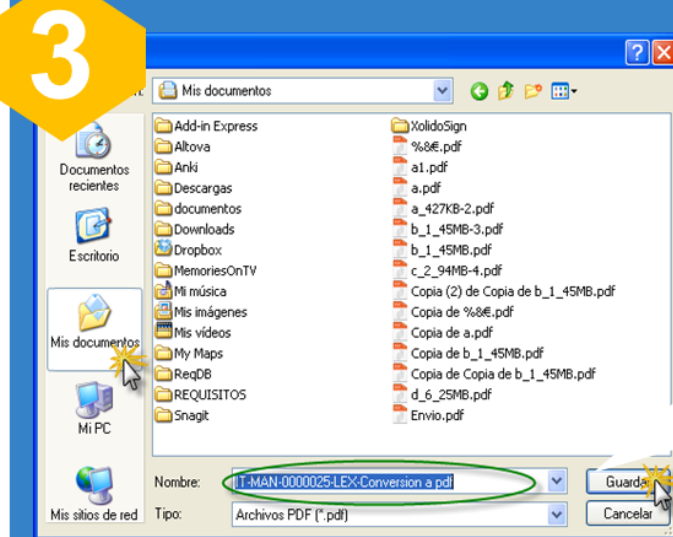 3
Mis documentos
Documentos
recientes
Escritorio
Mis documentos
Mi PC
Mis sitios de red
Add-in Express
Altova
Anki
Descargas
documentos
Downloads
Dropbox
MemoriesOnTV
Mi música
Mis imágenes
Mis vídeos
My Maps
ReqDB
REQUISITOS
Snagit
XolidoSign
%8€.pdf
a1.pdf
a.pdf
a_427KB-2.pdf
b_1_45MB-3.pdf
b_1_45MB.pdf
c_2_94MB-4.pdf
Copia (2) de Copia de b_1_45MB.pdf
Copia de %8€.pdf
Copia de a.pdf
Copia de b_1_45MB.pdf
Copia de Copia de b_1_45MB.pdf
d_6_25MB.pdf
Envio.pdf
Nombre: IT-MAN-0000025-LEX-Conversion a pdf
Guardar
Tipo: Archivos PDF (*.pdf)
Cancelar